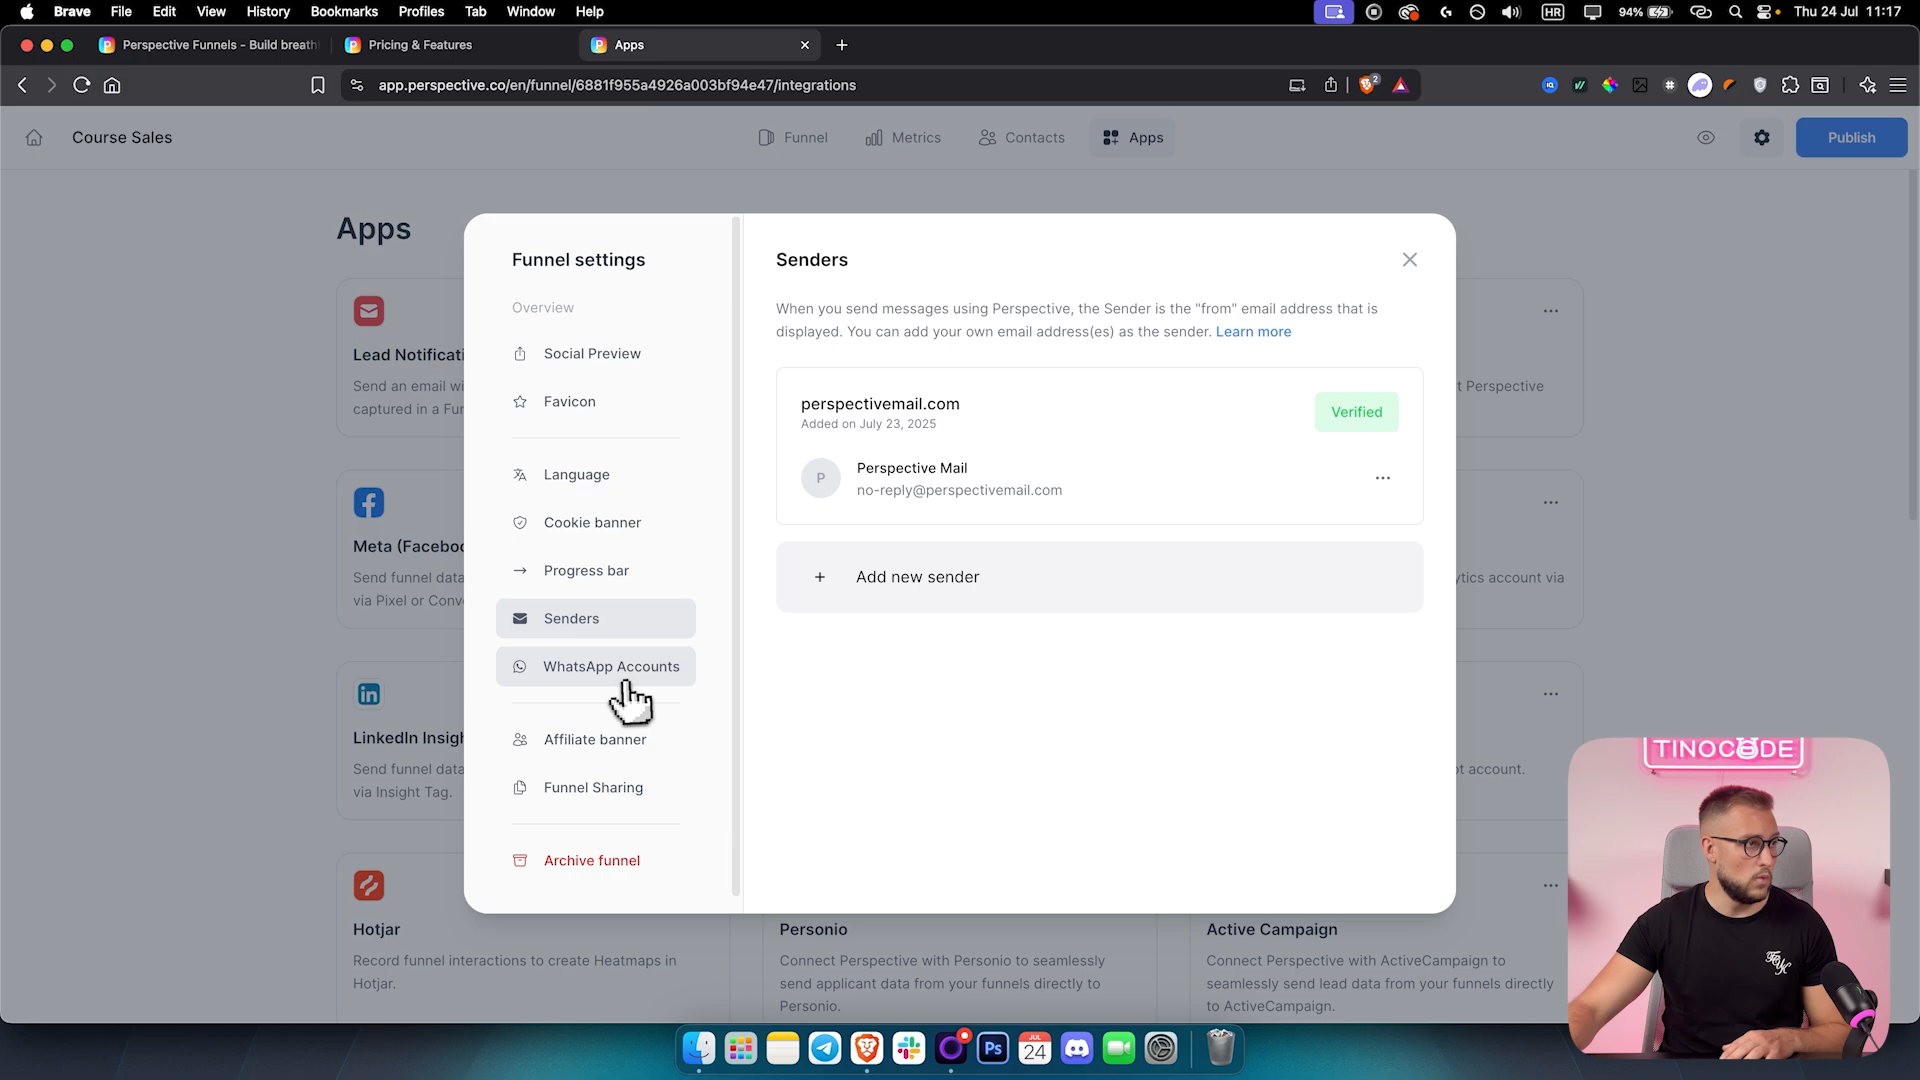 Brave File Edit View History Bookmarks Profiles Tab Window Help
HR 94% Thu 24 Jul 11:17
Perspective Funnels - Build breath
Pricing & Features
Apps
app.perspective.co/en/funnel/6881f955a4926a003bf94e47/integrations
2
Course Sales
Funnel
Metrics
Contacts
Apps
Publish
Apps
Lead Notificati
Send an email wi
captured in a Fur
t Perspective
Meta (Faceboo
Send funnel data
via Pixel or Conv
ytics account via
LinkedIn Insigh
Send funnel data
via Insight Tag.
ot account.
Hotjar
Record funnel interactions to create Heatmaps in
Hotjar.
Personio
Connect Perspective with Personio to seamlessly
send applicant data from your funnels directly to
Personio.
Active Campaign
Connect Perspective with ActiveCampaign to
seamlessly send lead data from your funnels directly
to ActiveCampaign.
Funnel settings
Overview
Social Preview
Favicon
Language
Cookie banner
Progress bar
Senders
WhatsApp Accounts
Affiliate banner
Funnel Sharing
Archive funnel
Senders
When you send messages using Perspective, the Sender is the "from" email address that is
displayed. You can add your own email address(es) as the sender. Learn more
perspectivemail.com
Added on July 23, 2025
Verified
P
Perspective Mail
no-reply@perspectivemail.com
+ Add new sender
TINOCODE
Ps
JUL
24